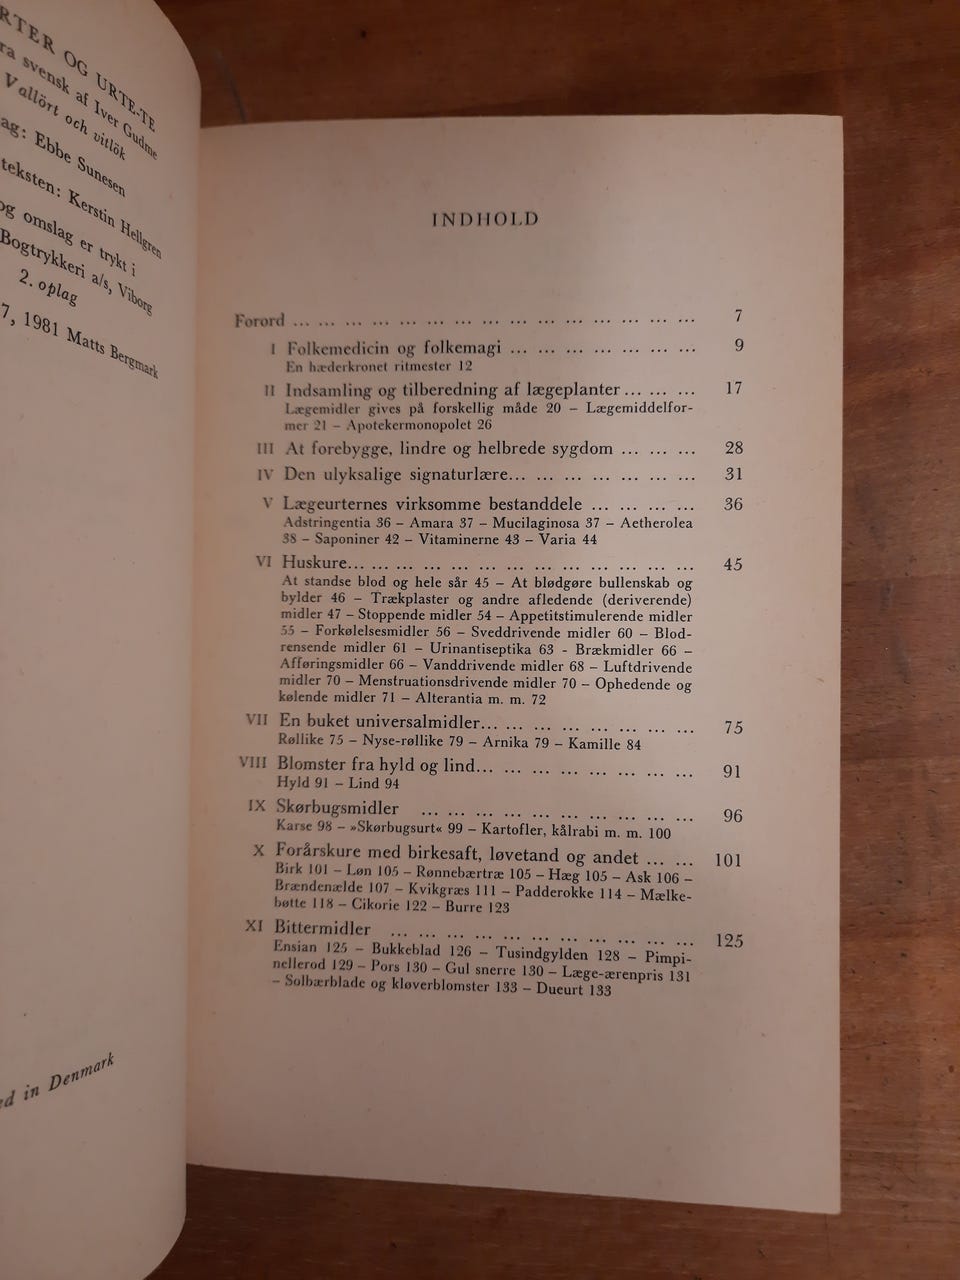 RTER OG URTE-TE
ra svensk af Iver Gudme
Vallört och vitlök
ag: Ebbe Sunesen
teksten: Kerstin Hellgren
og omslag er trykt i
Bogtrykkeri a/s, Viborg
2. oplag
7, 1981 Matts Bergmark
ed in Denmark
INDHOLD
Forord ... ... ... ... ... ... ... ... ... ... ... ... ... ... ... 7
I Folkemedicin og folkemagi ... ... ... ... ... ... ... 9
En hæderkronet ritmester 12
II Indsamling og tilberedning af lægeplanter ... ... ... 17
Lægemidler gives på forskellig måde 20 – Lægemiddelfor-
mer 21 – Apotekermonopolet 26
III At forebygge, lindre og helbrede sygdom ... ... ... 28
IV Den ulyksalige signaturlære... ... ... ... ... ... ... 31
V Lægeurternes virksomme bestanddele ... ... ... ... 36
Adstringentia 36 – Amara 37 – Mucilaginosa 37 – Aetherolea
38 – Saponiner 42 – Vitaminerne 43 – Varia 44
VI Huskure... ... ... ... ... ... ... ... ... ... ... ... ... 45
At standse blod og hele sår 45 – At blødgøre bullenskab og
bylder 46 – Trækplaster og andre afledende (deriverende)
midler 47 – Stoppende midler 54 – Appetitstimulerende midler
55 – Forkølelsesmidler 56 – Sveddrivende midler 60 – Blod-
rensende midler 61 – Urinantiseptika 63 - Brækmidler 66 –
Afføringsmidler 66 – Vanddrivende midler 68 – Luftdrivende
midler 70 – Menstruationsdrivende midler 70 – Ophedende og
kølende midler 71 – Alterantia m. m. 72
VII En buket universalmidler... ... ... ... ... ... ... ... 75
Røllike 75 – Nyse-røllike 79 – Arnika 79 – Kamille 84
VIII Blomster fra hyld og lind... ... ... ... ... ... ... ... 91
Hyld 91 – Lind 94
IX Skørbugsmidler ... ... ... ... ... ... ... ... ... ... 96
Karse 98 – »Skørbugsurt« 99 – Kartofler, kålrabi m. m. 100
X Forårskure med birkesaft, løvetand og andet ... ... 101
Birk 101 – Løn 105 – Rønnebærtræ 105 – Hæg 105 – Ask 106 –
Brændenælde 107 – Kvikgræs 111 – Padderokke 114 – Mælke-
bøtte 118 – Cikorie 122 – Burre 123
XI Bittermidler ... ... ... ... ... ... ... ... ... ... ... 125
Ensian 125 – Bukkeblad 126 – Tusindgylden 128 – Pimpi-
nellerod 129 – Pors 130 – Gul snerre 130 – Læge-ærenpris 131
– Solbærblade og kløverblomster 133 – Dueurt 133